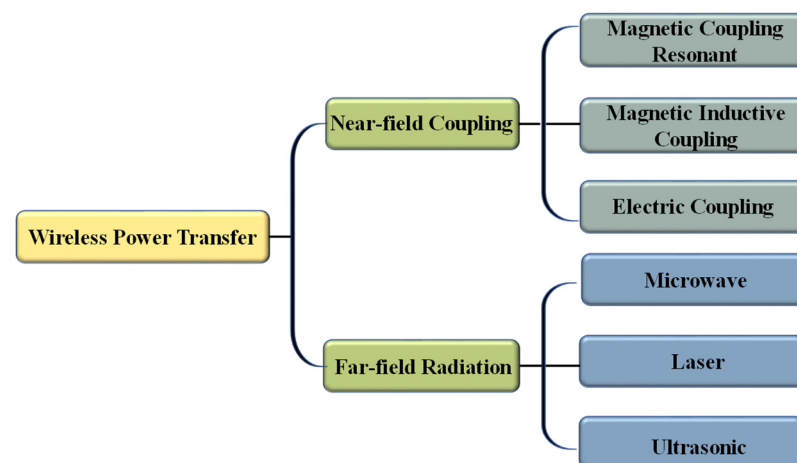 Magnetic Coupling
Resonant
Near-field Coupling
Magnetic Inductive
Coupling
Electric Coupling
Wireless Power Transfer
Microwave
Far-field Radiation
Laser
Ultrasonic